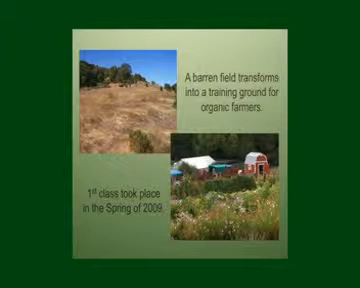 A barren field transforms
into a training ground for
organic farmers.
1st class took place
in the Spring of 2009.